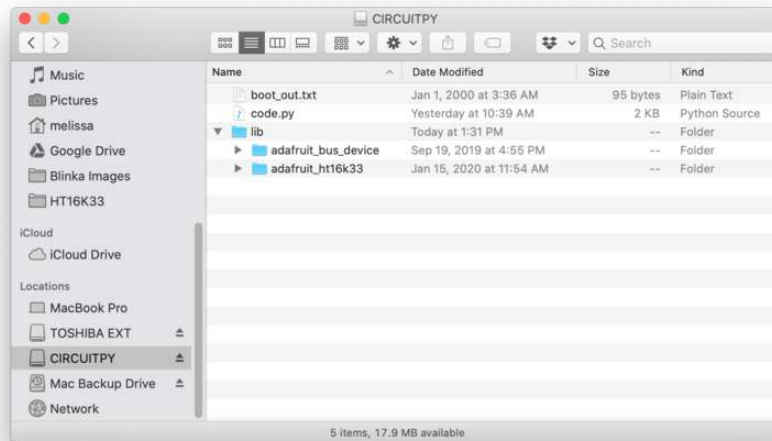 CIRCUITPY
Search
Music
Pictures
melissa
Google Drive
Blinka Images
HT16K33
iCloud
iCloud Drive
Locations
MacBook Pro
TOSHIBA EXT
CIRCUITPY
Mac Backup Drive
Network
Name Date Modified Size Kind
boot_out.txt Jan 1, 2000 at 3:36 AM 95 bytes Plain Text
code.py Yesterday at 10:39 AM 2 KB Python Source
lib Today at 1:31 PM -- Folder
adafruit_bus_device Sep 19, 2019 at 4:55 PM -- Folder
adafruit_ht16k33 Jan 15, 2020 at 11:54 AM -- Folder
5 items, 17.9 MB available